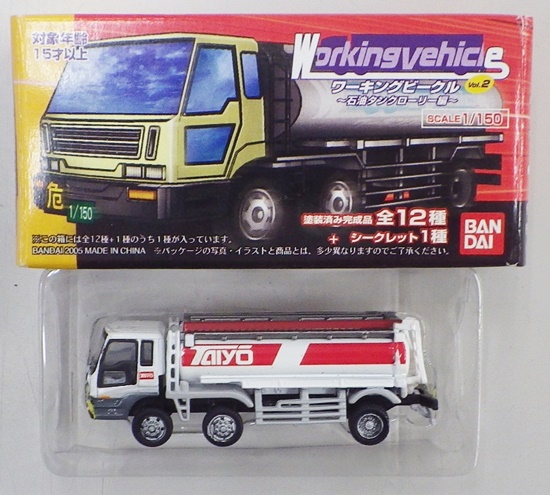 対象年齢
15才以上
Workingvehicle
ワーキングビークル Vol.2
～石油タンクローリー編～
SCALE 1/150
危
1/150
塗装済み完成品 全12種
+ シークレット1種
BAN
DAI
※この箱には全12種+1種のうち1種が入っています。
BANDAI 2005 MADE IN CHINA ※パッケージの写真・イラストと商品とは、多少異なりますのでご了承ください。
TAIYO